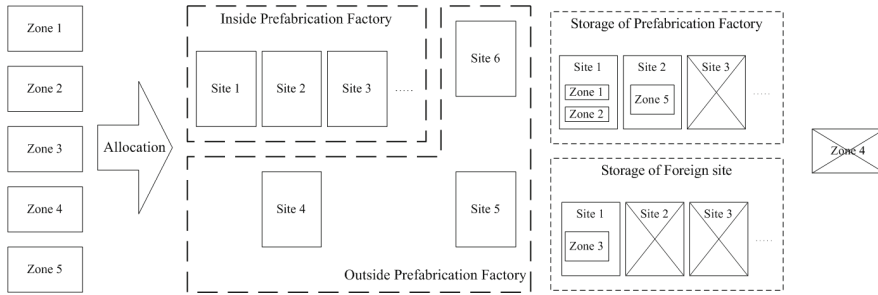 Zone 1
Zone 2
Zone 3
Zone 4
Zone 5
Allocation
Inside Prefabrication Factory
Site 1
Site 2
Site 3
.....
Site 6
Site 4
Site 5
Outside Prefabrication Factory
Storage of Prefabrication Factory
Site 1
Zone 1
Zone 2
Site 2
Zone 5
Site 3
.....
Storage of Foreign site
Site 1
Zone 3
Site 2
Site 3
.....
Zone 4